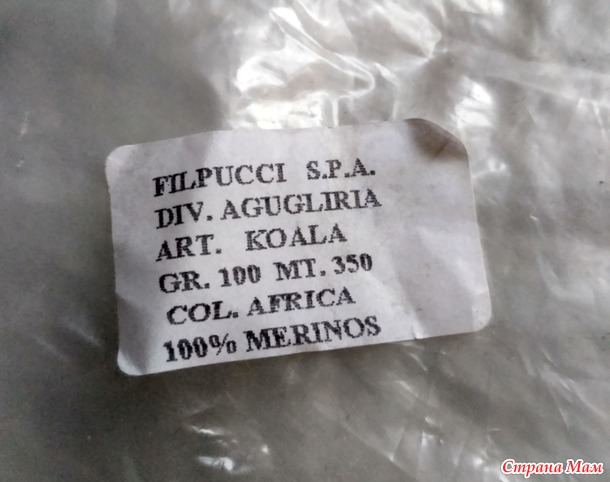 FILPUCCI S.P.A.
DIV. AGUGLIRIA
ART. KOALA
GR. 100 MT. 350
COL. AFRICA
100% MERINOS
Страна Мам